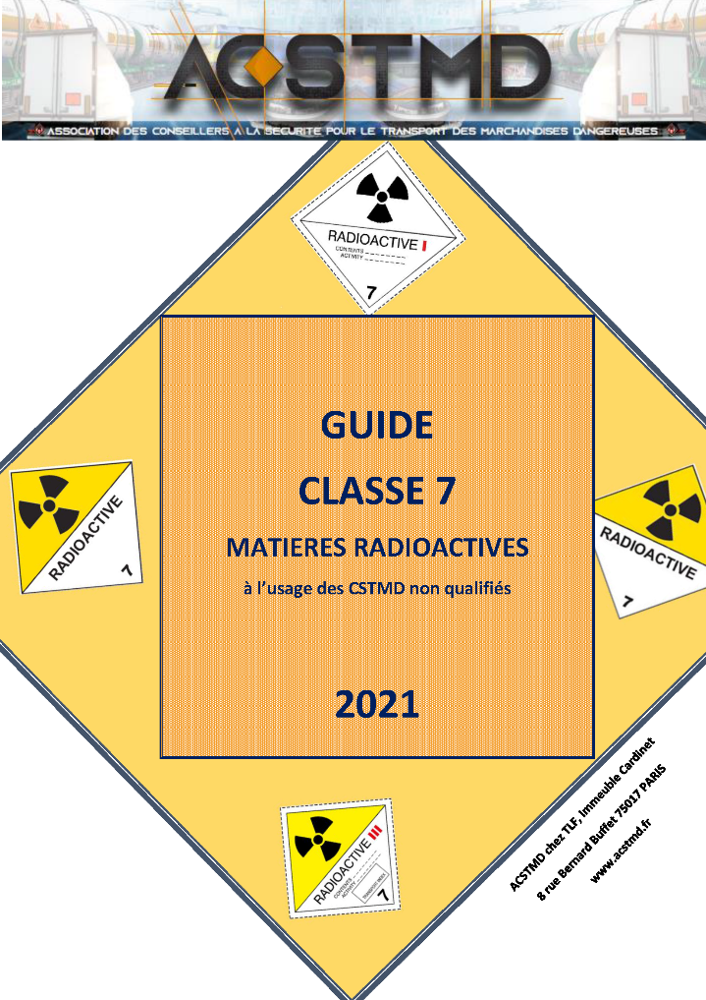 ACSTMD
ASSOCIATION DES CONSEILLERS A LA SECURITE POUR LE TRANSPORT DES MARCHANDISES DANGEREUSES
RADIOACTIVE I
CONTENTS
ACTIVITY
7
GUIDE
CLASSE 7
MATIERES RADIOACTIVES
à l'usage des CSTMD non qualifiés
2021
RADIOACTIVE
7
RADIOACTIVE
7
RADIOACTIVE III
CONTENTS
ACTIVITY
TRANSPORT INDEX
7
ACSTMD chez TLF, Immeuble Cardinet
8 rue Bernard Buffet 75017 PARIS
www.acstmd.fr